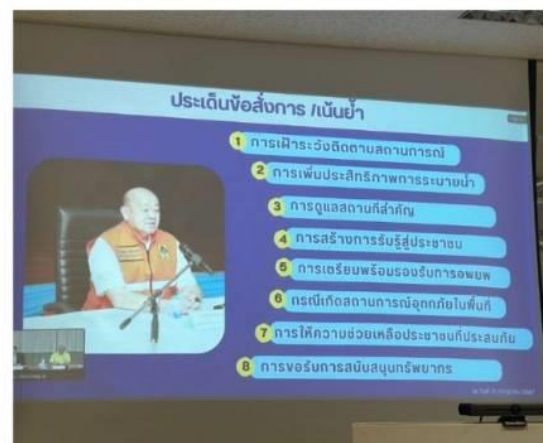 ประเด็นข้อสั่งการ /เน้นย้ำ
1 การเฝ้าระวังติดตามสถานการณ์
2 การเพิ่มประสิทธิภาพการระบายน้ำ
3 การดูแลสถานที่สำคัญ
4 การสร้างการรับรู้สู่ประชาชน
5 การเตรียมพร้อมรองรับการอพยพ
6 กรณีเกิดสถานการณ์อุทกภัยในพื้นที่
7 การให้ความช่วยเหลือประชาชนที่ประสบภัย
8 การขอรับการสนับสนุนทรัพยากร